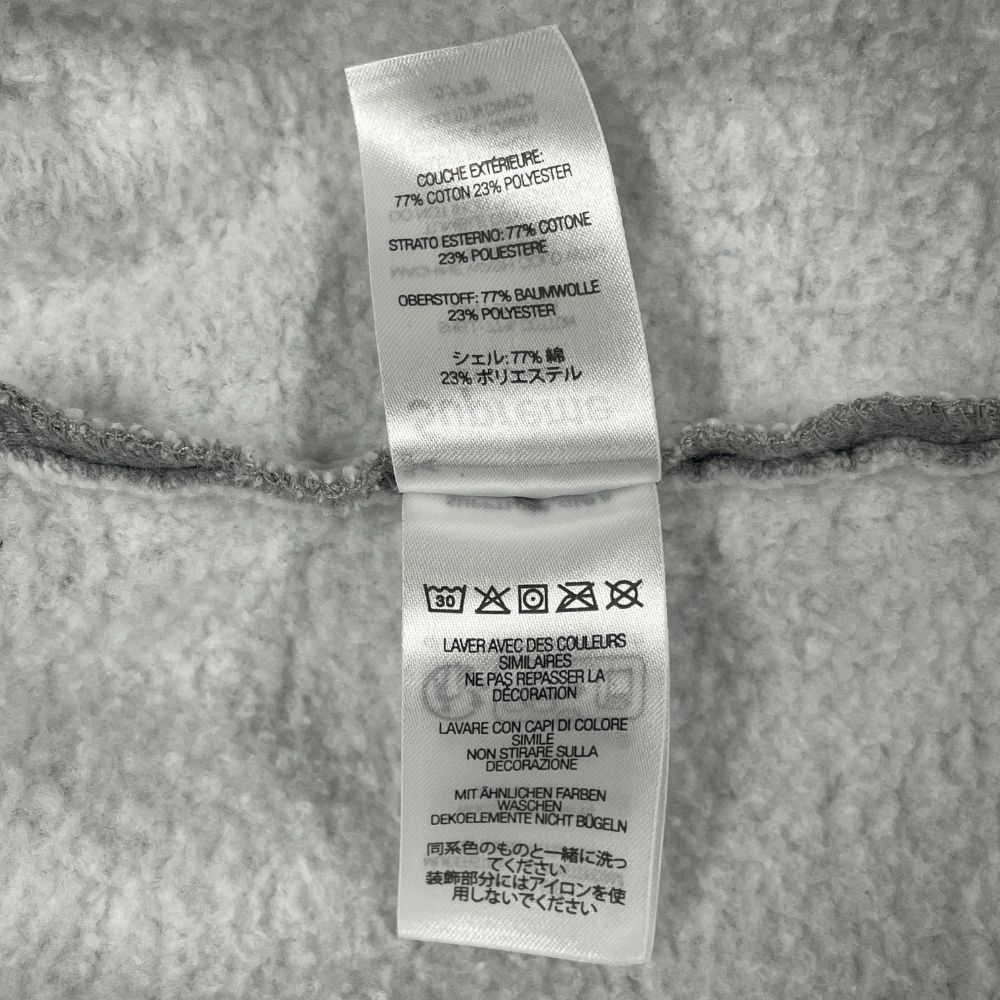 COUCHE EXTÉRIEURE:
77% COTON 23% POLYESTER
STRATO ESTERNO: 77% COTONE
23% POLIESTERE
OBERSTOFF: 77% BAUMWOLLE
23% POLYESTER
シェル: 77% 綿
23% ポリエステル
Supreme
30
LAVER AVEC DES COULEURS
SIMILAIRES
NE PAS REPASSER LA
DÉCORATION
LAVARE CON CAPI DI COLORE
SIMILE
NON STIRARE SULLA
DECORAZIONE
MIT ÄHNLICHEN FARBEN
WASCHEN
DEKOELEMENTE NICHT BÜGELN
同系色のものと一緒に洗っ
てください
装飾部分にはアイロンを使
用しないでください